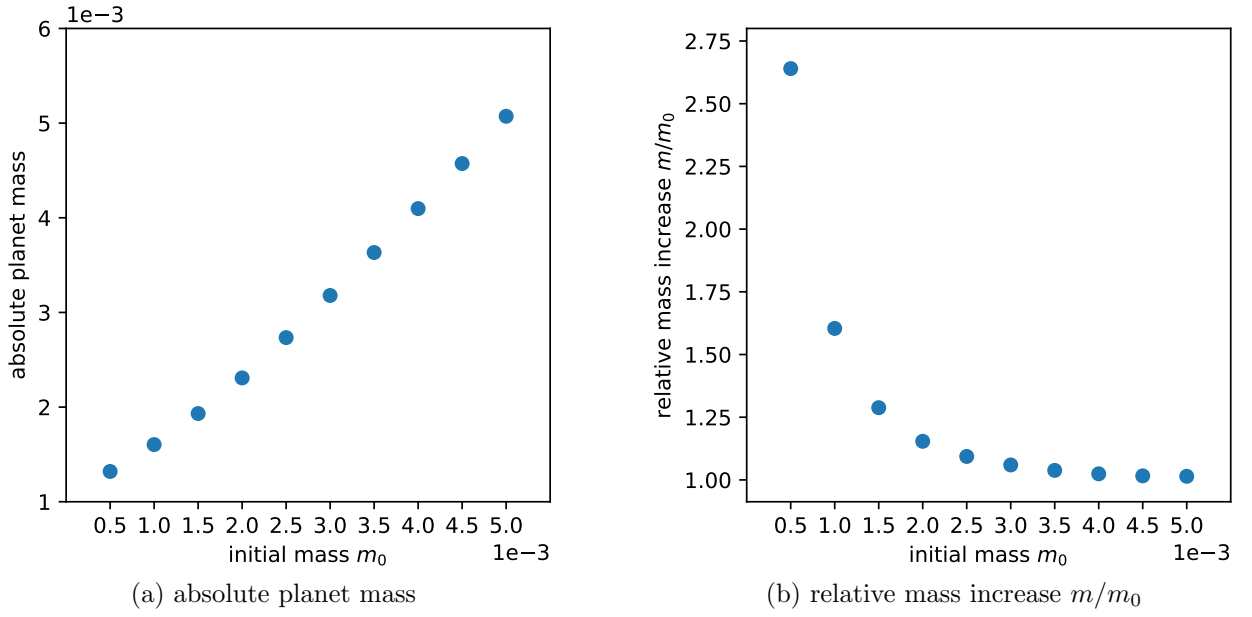 1e−3
6
5
4
3
2
1
absolute planet mass
0.5 1.0 1.5 2.0 2.5 3.0 3.5 4.0 4.5 5.0
initial mass m₀
1e−3
(a) absolute planet mass
2.75
2.50
2.25
2.00
1.75
1.50
1.25
1.00
relative mass increase m/m₀
0.5 1.0 1.5 2.0 2.5 3.0 3.5 4.0 4.5 5.0
initial mass m₀
1e−3
(b) relative mass increase m/m₀